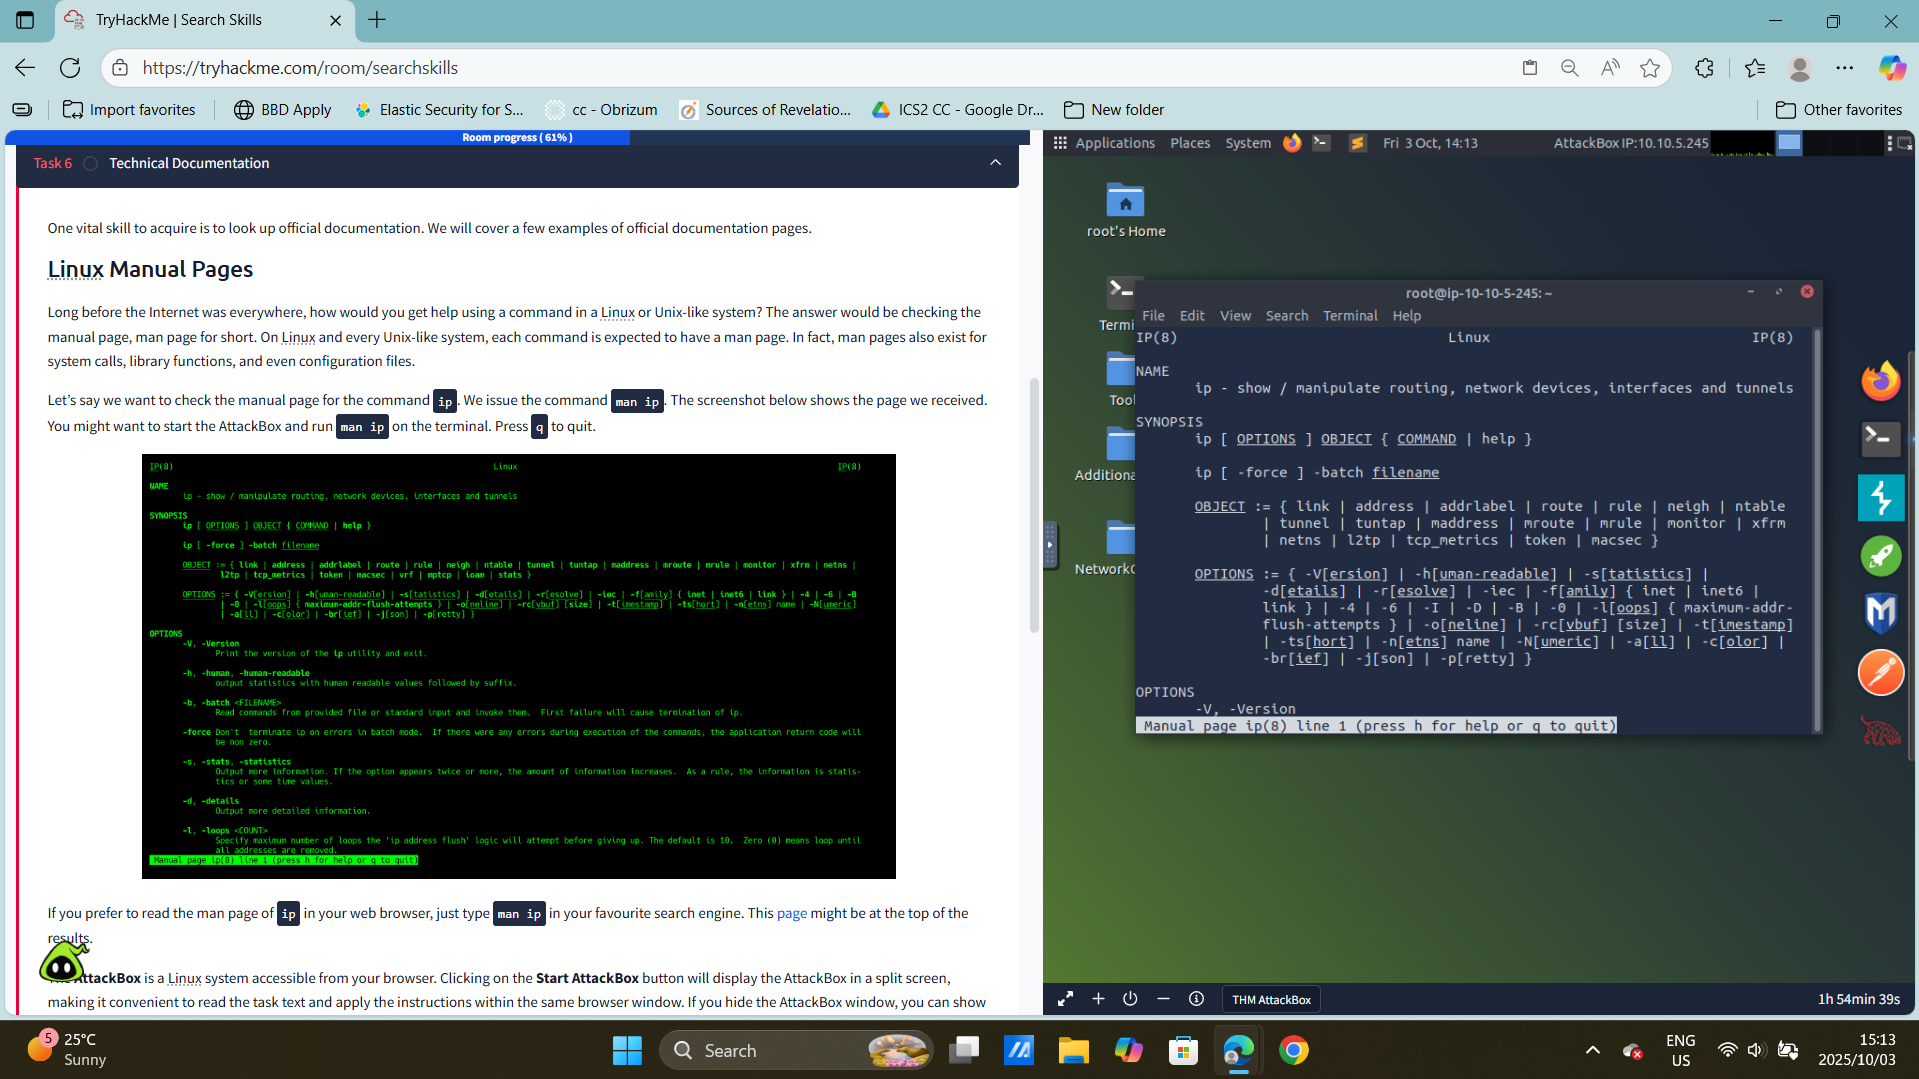 TryHackMe | Search Skills
https://tryhackme.com/room/searchskills
Import favorites
BBD Apply
Elastic Security for S...
cc - Obrizum
Sources of Revelatio...
ICS2 CC - Google Dr...
New folder
Other favorites
Room progress ( 61% )
Task 6 Technical Documentation
One vital skill to acquire is to look up official documentation. We will cover a few examples of official documentation pages.
Linux Manual Pages
Long before the Internet was everywhere, how would you get help using a command in a Linux or Unix-like system? The answer would be checking the
manual page, man page for short. On Linux and every Unix-like system, each command is expected to have a man page. In fact, man pages also exist for
system calls, library functions, and even configuration files.
Let's say we want to check the manual page for the command ip. We issue the command man ip. The screenshot below shows the page we received.
You might want to start the AttackBox and run man ip on the terminal. Press q to quit.
IP(8) Linux IP(8)
NAME
ip - show / manipulate routing, network devices, interfaces and tunnels
SYNOPSIS
ip [ OPTIONS ] OBJECT { COMMAND | help }
ip [ -force ] -batch filename
OBJECT := { link | address | addrlabel | route | rule | neigh | ntable | tunnel | tuntap | maddress | mroute | mrule | monitor | xfrm | netns |
l2tp | tcp_metrics | token | macsec | vrf | mptcp | ioam | stats }
OPTIONS := { -V[ersion] | -h[uman-readable] | -s[tatistics] | -d[etails] | -r[esolve] | -iec | -f[amily] { inet | inet6 | link } | -4 | -6 | -B
| -0 | -l[oops] { maximum-addr-flush-attempts } | -o[neline] | -rc[vbuf] [size] | -t[imestamp] | -ts[hort] | -n[etns] name | -N[umeric]
| -a[ll] | -c[olor] | -br[ief] | -j[son] | -p[retty] }
OPTIONS
-V, -Version
Print the version of the ip utility and exit.
-h, -human, -human-readable
output statistics with human readable values followed by suffix.
-b, -batch <FILENAME>
Read commands from provided file or standard input and invoke them. First failure will cause termination of ip.
-force Don't terminate ip on errors in batch mode. If there were any errors during execution of the commands, the application return code will
be non zero.
-s, -stats, -statistics
Output more information. If the option appears twice or more, the amount of information increases. As a rule, the information is statis-
tics or some time values.
-d, -details
Output more detailed information.
-l, -loops <COUNT>
Specify maximum number of loops the 'ip address flush' logic will attempt before giving up. The default is 10. Zero (0) means loop until
all addresses are removed.
Manual page ip(8) line 1 (press h for help or q to quit)
If you prefer to read the man page of ip in your web browser, just type man ip in your favourite search engine. This page might be at the top of the
results.
AttackBox is a Linux system accessible from your browser. Clicking on the Start AttackBox button will display the AttackBox in a split screen,
making it convenient to read the task text and apply the instructions within the same browser window. If you hide the AttackBox window, you can show
Applications Places System Fri 3 Oct, 14:13 AttackBox IP:10.10.5.245
root's Home
Termi
Tool
Additiona
NetworkC
root@ip-10-10-5-245: ~
File Edit View Search Terminal Help
IP(8) Linux IP(8)
NAME
ip - show / manipulate routing, network devices, interfaces and tunnels
SYNOPSIS
ip [ OPTIONS ] OBJECT { COMMAND | help }
ip [ -force ] -batch filename
OBJECT := { link | address | addrlabel | route | rule | neigh | ntable
| tunnel | tuntap | maddress | mroute | mrule | monitor | xfrm
| netns | l2tp | tcp_metrics | token | macsec }
OPTIONS := { -V[ersion] | -h[uman-readable] | -s[tatistics] |
-d[etails] | -r[esolve] | -iec | -f[amily] { inet | inet6 |
link } | -4 | -6 | -I | -D | -B | -0 | -l[oops] { maximum-addr-
flush-attempts } | -o[neline] | -rc[vbuf] [size] | -t[imestamp]
| -ts[hort] | -n[etns] name | -N[umeric] | -a[ll] | -c[olor] |
-br[ief] | -j[son] | -p[retty] }
OPTIONS
-V, -Version
Manual page ip(8) line 1 (press h for help or q to quit)
THM AttackBox
1h 54min 39s
5
25°C
Sunny
Search
ENG
US
15:13
2025/10/03